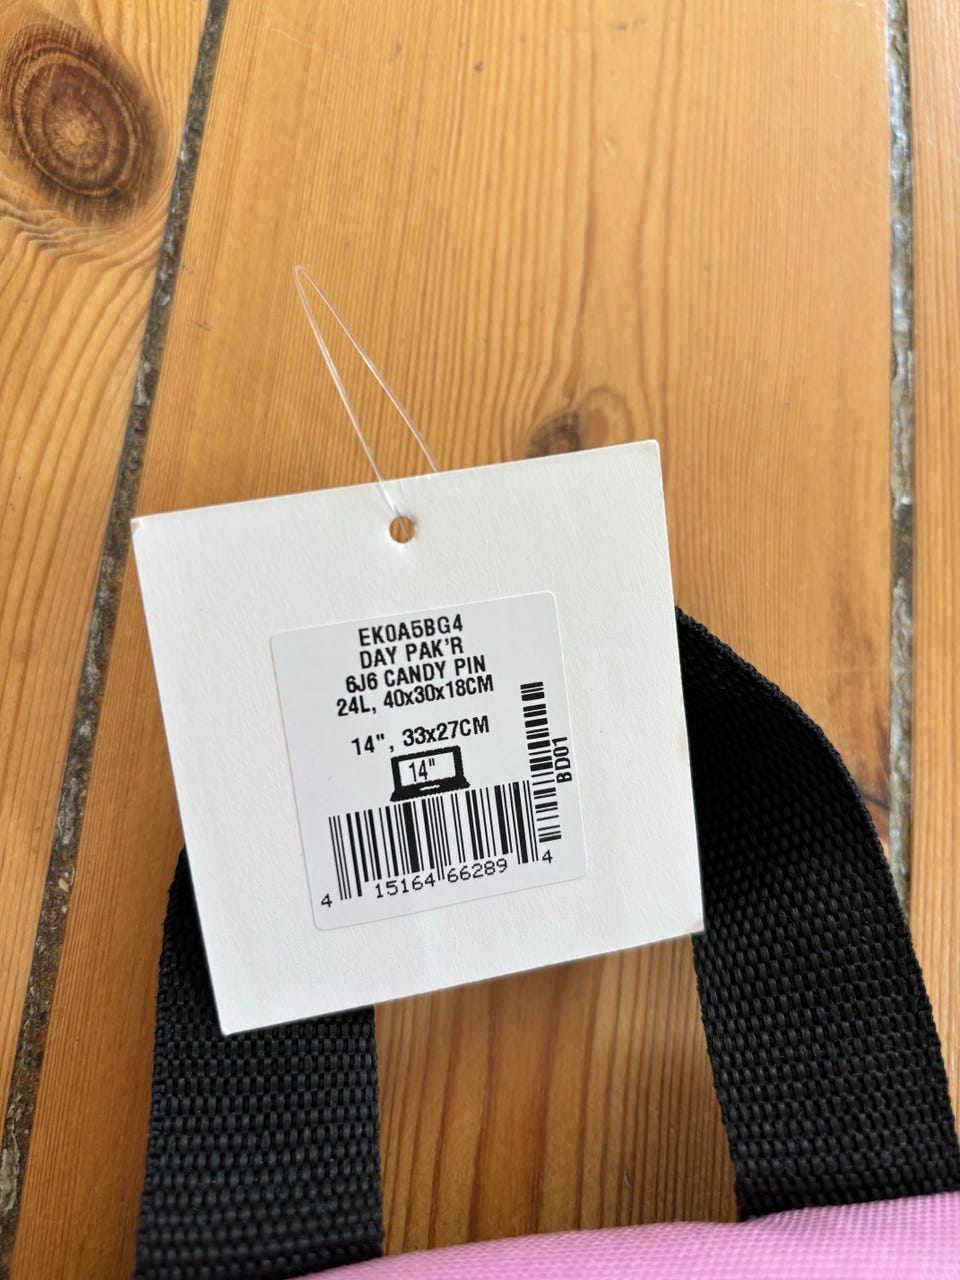 EK0A5BG4
DAY PAK'R
6J6 CANDY PIN
24L, 40x30x18CM
14", 33x27CM
14"
BD01
4 15164 66289 4